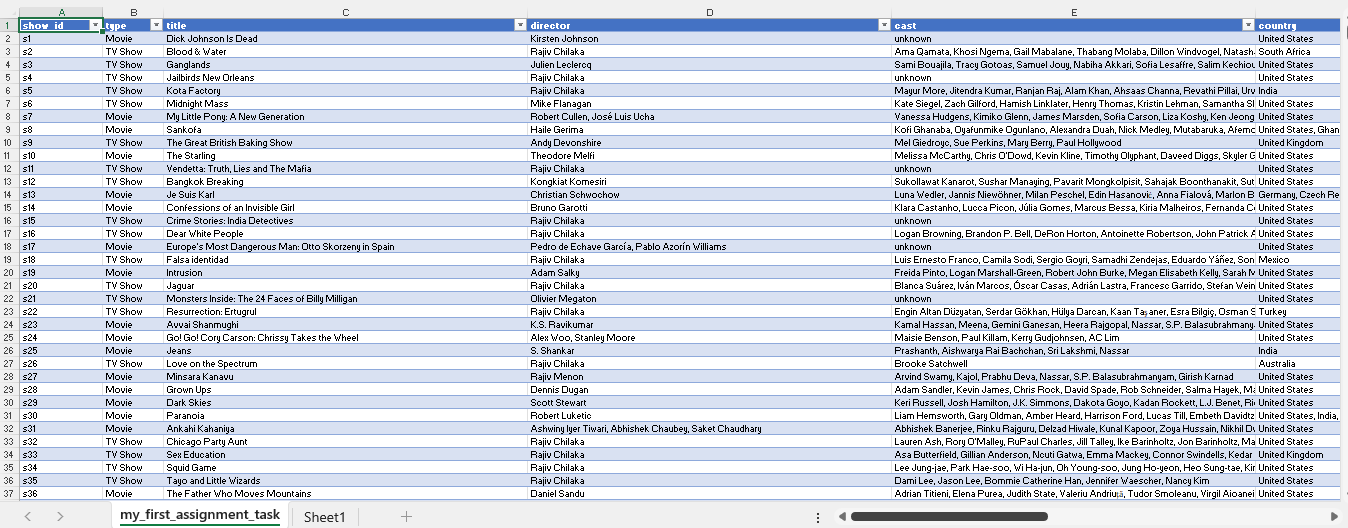 A B C D E
1 show_id type title director cast country
2 s1 Movie Dick Johnson Is Dead Kirsten Johnson unknown United States
3 s2 TV Show Blood & Water Rajiv Chilaka Ama Qamata, Khosi Ngema, Gail Mabalane, Thabang Molaba, Dillon Windvogel, Natash South Africa
4 s3 TV Show Ganglands Julien Leclercq Sami Bouajila, Tracy Gotoas, Samuel Jouy, Nabiha Akkari, Sofia Lesaffre, Salim Kechiou United States
5 s4 TV Show Jailbirds New Orleans Rajiv Chilaka unknown United States
6 s5 TV Show Kota Factory Rajiv Chilaka Mayur More, Jitendra Kumar, Ranjan Raj, Alam Khan, Ahsaas Channa, Revathi Pillai, Urv India
7 s6 TV Show Midnight Mass Mike Flanagan Kate Siegel, Zach Gilford, Hamish Linklater, Henry Thomas, Kristin Lehman, Samantha Sl United States
8 s7 Movie My Little Pony: A New Generation Robert Cullen, José Luis Ucha Vanessa Hudgens, Kimiko Glenn, James Marsden, Sofia Carson, Liza Koshy, Ken Jeong United States
9 s8 Movie Sankofa Haile Gerima Kofi Ghanaba, Oyafunmike Ogunlano, Alexandra Duah, Nick Medley, Mutabaruka, Afemo United States, Ghan
10 s9 TV Show The Great British Baking Show Andy Devonshire Mel Giedroyc, Sue Perkins, Mary Berry, Paul Hollywood United Kingdom
11 s10 Movie The Starling Theodore Melfi Melissa McCarthy, Chris O'Dowd, Kevin Kline, Timothy Olyphant, Daveed Diggs, Skyler G United States
12 s11 TV Show Vendetta: Truth, Lies and The Mafia Rajiv Chilaka unknown United States
13 s12 TV Show Bangkok Breaking Kongkiat Komesiri Sukollawat Kanarot, Sushar Manaying, Pavarit Mongkolpisit, Sahajak Boonthanakit, Sut United States
14 s13 Movie Je Suis Karl Christian Schwochow Luna Wedler, Jannis Niewöhner, Milan Peschel, Edin Hasanović, Anna Fialová, Marlon B Germany, Czech Re
15 s14 Movie Confessions of an Invisible Girl Bruno Garotti Klara Castanho, Lucca Picon, Júlia Gomes, Marcus Bessa, Kiria Malheiros, Fernanda Co United States
16 s15 TV Show Crime Stories: India Detectives Rajiv Chilaka unknown United States
17 s16 TV Show Dear White People Rajiv Chilaka Logan Browning, Brandon P. Bell, DeRon Horton, Antoinette Robertson, John Patrick A United States
18 s17 Movie Europe's Most Dangerous Man: Otto Skorzeny in Spain Pedro de Echave García, Pablo Azorín Williams unknown United States
19 s18 TV Show Falsa identidad Rajiv Chilaka Luis Ernesto Franco, Camila Sodi, Sergio Goyri, Samadhi Zendejas, Eduardo Yáñez, Son Mexico
20 s19 Movie Intrusion Adam Salky Freida Pinto, Logan Marshall-Green, Robert John Burke, Megan Elisabeth Kelly, Sarah M United States
21 s20 TV Show Jaguar Rajiv Chilaka Blanca Suárez, Iván Marcos, Óscar Casas, Adrián Lastra, Francesc Garrido, Stefan Wein United States
22 s21 TV Show Monsters Inside: The 24 Faces of Billy Milligan Olivier Megaton unknown United States
23 s22 TV Show Resurrection: Ertugrul Rajiv Chilaka Engin Altan Düzyatan, Serdar Gökhan, Hülya Darcan, Kaan Taşaner, Esra Bilgiç, Osman S Turkey
24 s23 Movie Avvai Shanmughi K.S. Ravikumar Kamal Hassan, Meena, Gemini Ganesan, Heera Rajgopal, Nassar, S.P. Balasubrahmany United States
25 s24 Movie Go! Go! Cory Carson: Chrissy Takes the Wheel Alex Woo, Stanley Moore Maisie Benson, Paul Killam, Kerry Gudjohnsen, AC Lim United States
26 s25 Movie Jeans S. Shankar Prashanth, Aishwarya Rai Bachchan, Sri Lakshmi, Nassar India
27 s26 TV Show Love on the Spectrum Rajiv Chilaka Brooke Satchwell Australia
28 s27 Movie Minsara Kanavu Rajiv Menon Arvind Swamy, Kajol, Prabhu Deva, Nassar, S.P. Balasubrahmanyam, Girish Karnad United States
29 s28 Movie Grown Ups Dennis Dugan Adam Sandler, Kevin James, Chris Rock, David Spade, Rob Schneider, Salma Hayek, Ma United States
30 s29 Movie Dark Skies Scott Stewart Keri Russell, Josh Hamilton, J.K. Simmons, Dakota Goyo, Kadan Rockett, L.J. Benet, Ri United States
31 s30 Movie Paranoia Robert Luketic Liam Hemsworth, Gary Oldman, Amber Heard, Harrison Ford, Lucas Till, Embeth Davidtz United States, India,
32 s31 Movie Ankahi Kahaniya Ashwiny Iyer Tiwari, Abhishek Chaubey, Saket Chaudhary Abhishek Banerjee, Rinku Rajguru, Delzad Hiwale, Kunal Kapoor, Zoya Hussain, Nikhil Dv United States
33 s32 TV Show Chicago Party Aunt Rajiv Chilaka Lauren Ash, Rory O'Malley, RuPaul Charles, Jill Talley, Ike Barinholtz, Jon Barinholtz, Ma United States
34 s33 TV Show Sex Education Rajiv Chilaka Asa Butterfield, Gillian Anderson, Ncuti Gatwa, Emma Mackey, Connor Swindells, Kedar United Kingdom
35 s34 TV Show Squid Game Rajiv Chilaka Lee Jung-jae, Park Hae-soo, Wi Ha-jun, Oh Young-soo, Jung Ho-yeon, Heo Sung-tae, Kir United States
36 s35 TV Show Tayo and Little Wizards Rajiv Chilaka Dami Lee, Jason Lee, Bommie Catherine Han, Jennifer Waescher, Nancy Kim United States
37 s36 Movie The Father Who Moves Mountains Daniel Sandu Adrian Titieni, Elena Purea, Judith State, Valeriu Andriuță, Tudor Smoleanu, Virgil Aioanei United States
my_first_assignment_task Sheet1